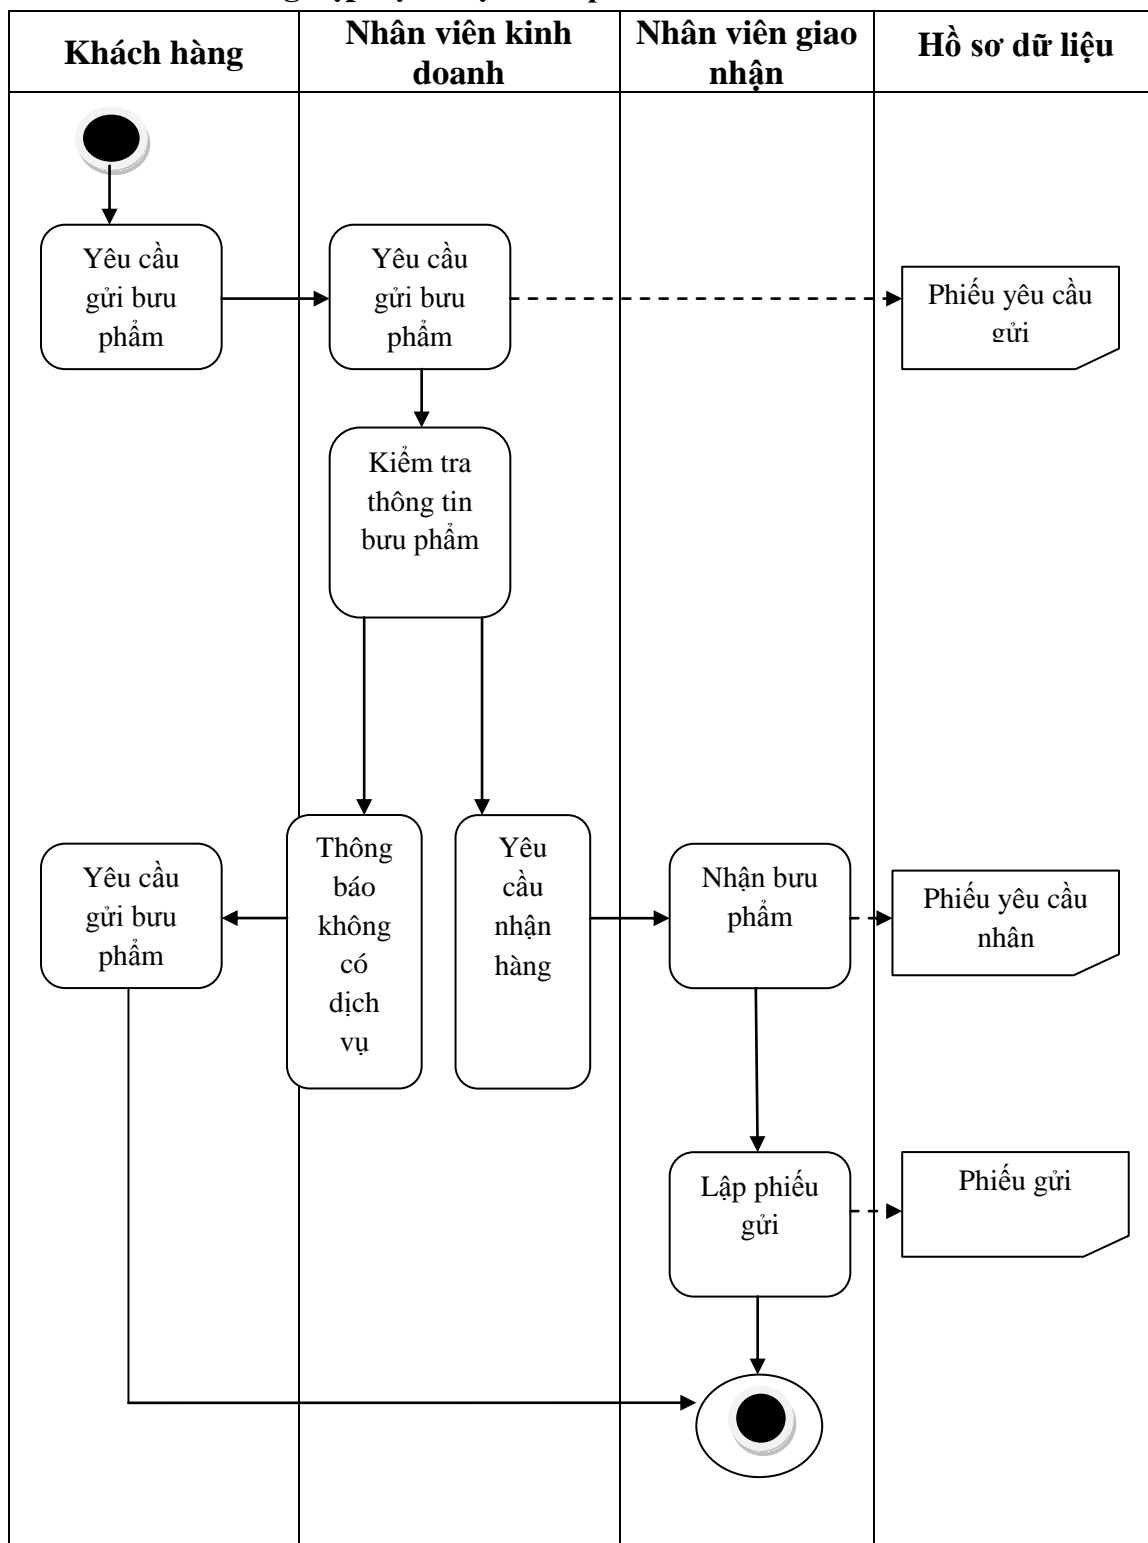 Khách hàng
Nhân viên kinh
doanh
Nhân viên giao
nhận
Hồ sơ dữ liệu
Yêu cầu
gửi bưu
phẩm
Yêu cầu
gửi bưu
phẩm
Phiếu yêu cầu
gửi
Kiểm tra
thông tin
bưu phẩm
Yêu cầu
gửi bưu
phẩm
Thông
báo
không
có
dịch
vụ
Yêu
cầu
nhận
hàng
Nhận bưu
phẩm
Phiếu yêu cầu
nhân
Lập phiếu
gửi
Phiếu gửi